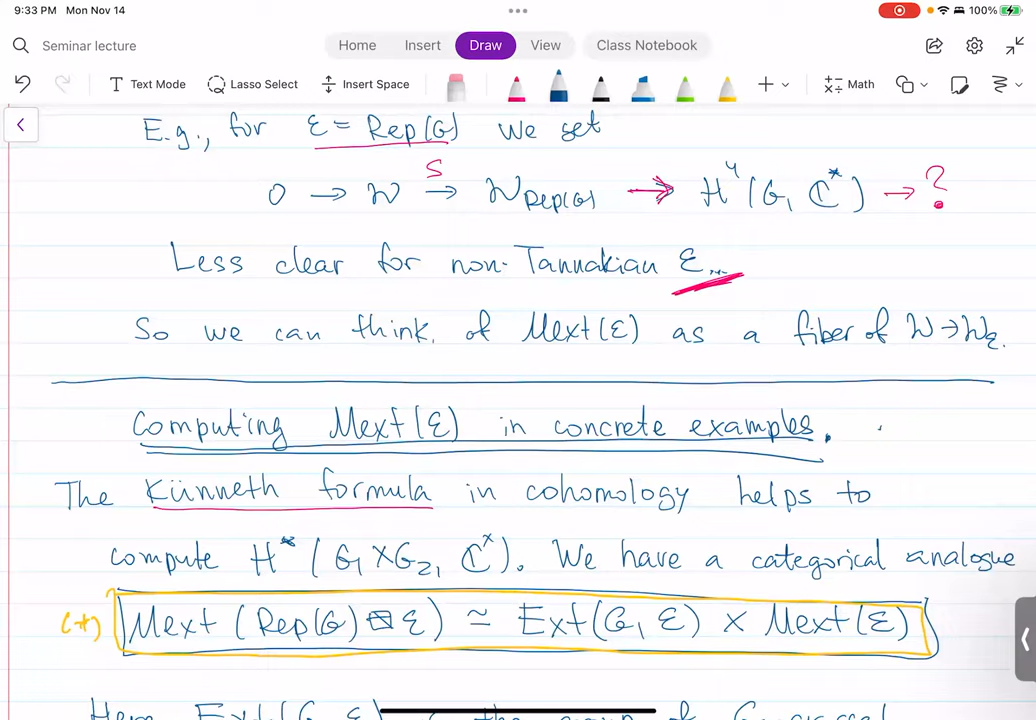 9:33 PM Mon Nov 14
100%
Seminar lecture
Home Insert Draw View Class Notebook
Text Mode Lasso Select Insert Space Math
E.g., for ℰ = Rep(G) we set
S
0 → 𝒲 → 𝒲_Rep(G) → H⁴(G, ℂ*) → ?
Less clear for non-Tannakian ℰ...
So we can think of Mext(ℰ) as a fiber of 𝒲 → 𝒲_ℰ.
Computing Mext(ℰ) in concrete examples.
The Künneth formula in cohomology helps to
compute H*(G₁ × G₂, ℂ^×). We have a categorical analogue
(*) Mext(Rep(G) ⊠ ℰ) ≃ Ext(G, ℰ) × Mext(ℰ)